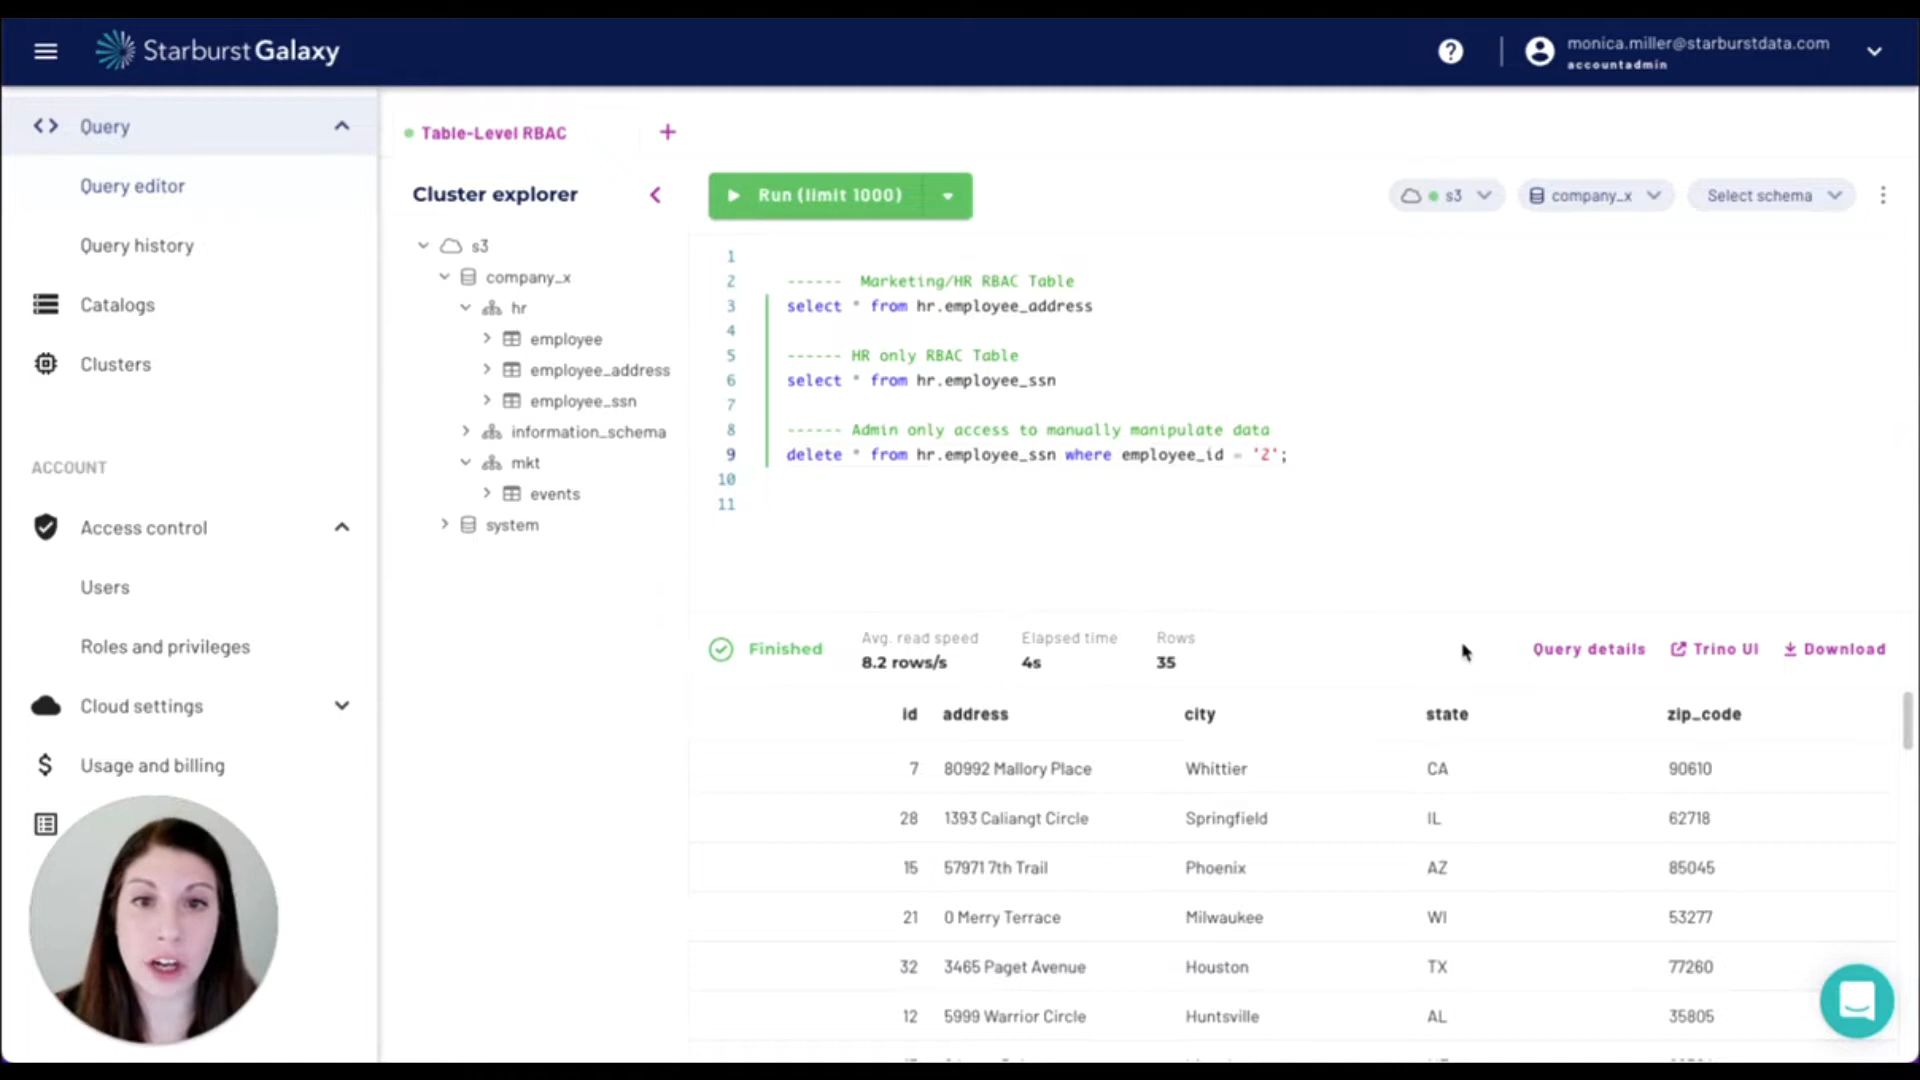 Starburst Galaxy
monica.miller@starburstdata.com
accountadmin
Query
Query editor
Query history
Catalogs
Clusters
ACCOUNT
Access control
Users
Roles and privileges
Cloud settings
Usage and billing
Table-Level RBAC
Cluster explorer
s3
company_x
hr
employee
employee_address
employee_ssn
information_schema
mkt
events
system
Run (limit 1000)
s3
company_x
Select schema
1
2 ------ Marketing/HR RBAC Table
3 select * from hr.employee_address
4
5 ------ HR only RBAC Table
6 select * from hr.employee_ssn
7
8 ------ Admin only access to manually manipulate data
9 delete * from hr.employee_ssn where employee_id = '2';
10
11
Finished
Avg. read speed
8.2 rows/s
Elapsed time
4s
Rows
35
Query details
Trino UI
Download
id address city state zip_code
7 80992 Mallory Place Whittier CA 90610
28 1393 Caliangt Circle Springfield IL 62718
15 57971 7th Trail Phoenix AZ 85045
21 0 Merry Terrace Milwaukee WI 53277
32 3465 Paget Avenue Houston TX 77260
12 5999 Warrior Circle Huntsville AL 35805